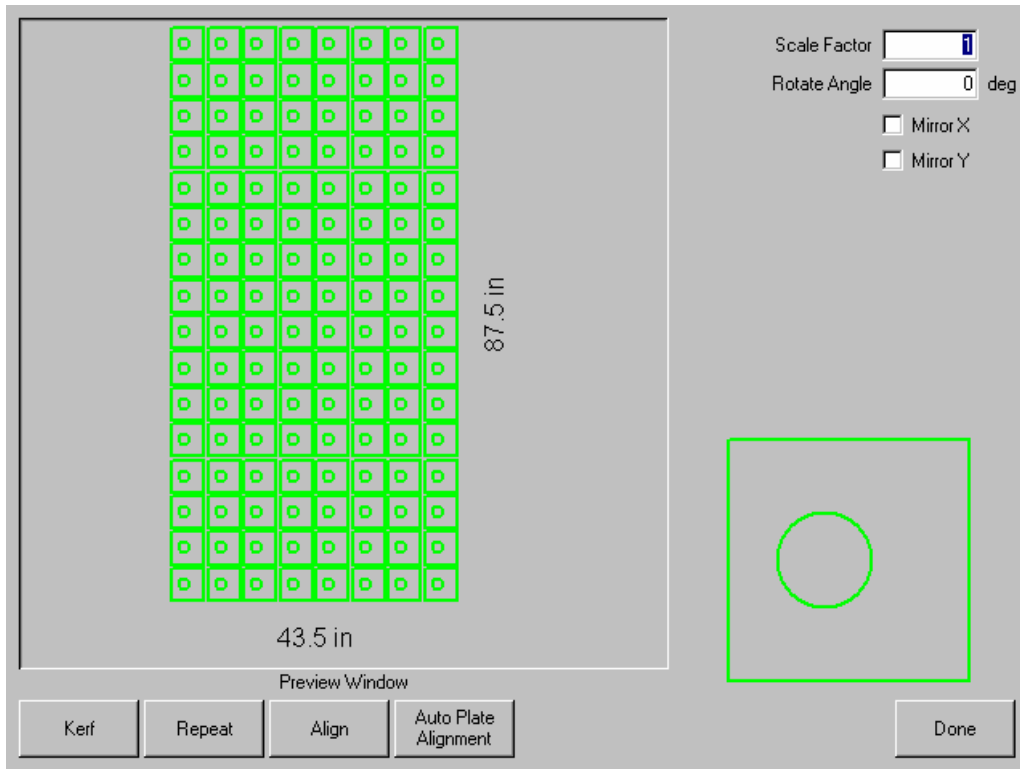 Scale Factor 1
Rotate Angle 0 deg
Mirror X
Mirror Y
87.5 in
43.5 in
Preview Window
Kerf
Repeat
Align
Auto Plate
Alignment
Done